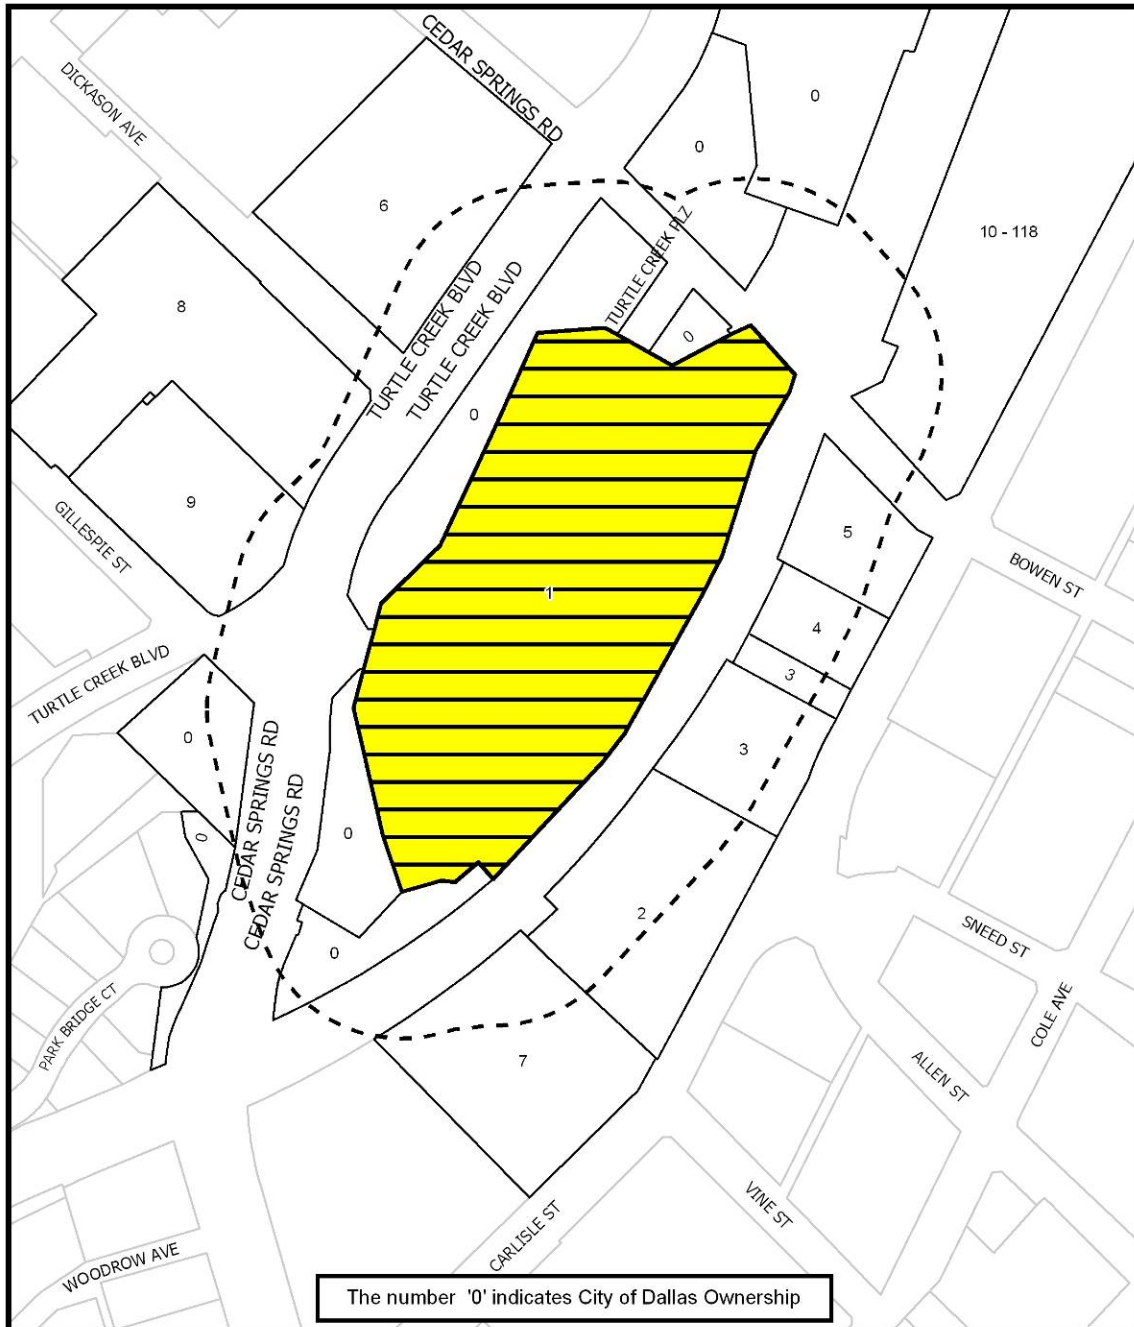 CEDAR SPRINGS RD
DICKASON AVE
0
0
6
10 - 118
TURTLE CREEK PLZ
8
TURTLE CREEK BLVD
TURTLE CREEK BLVD
0
0
9
GILLESPIE ST
5
BOWEN ST
1
4
TURTLE CREEK BLVD
3
0
3
CEDAR SPRINGS RD
CEDAR SPRINGS RD
0
0
2
SNEED ST
0
PARK BRIDGE CT
COLE AVE
7
ALLEN ST
VINE ST
CARLISLE ST
WOODROW AVE
The number '0' indicates City of Dallas Ownership